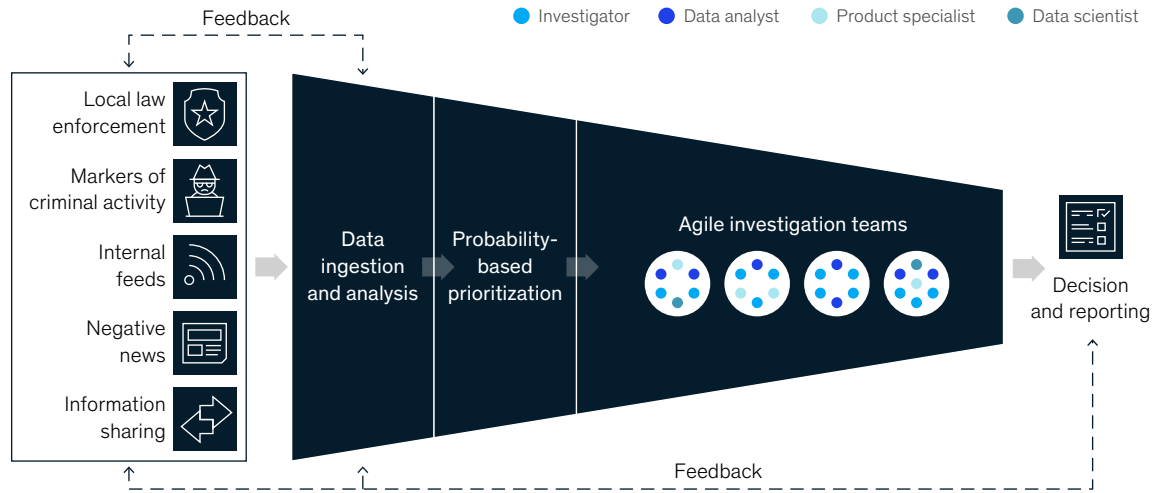 Feedback
Investigator
Data analyst
Product specialist
Data scientist
Local law
enforcement
Markers of
criminal activity
Internal
feeds
Negative
news
Information
sharing
Data
ingestion
and analysis
Probability-
based
prioritization
Agile investigation teams
Decision
and reporting
Feedback